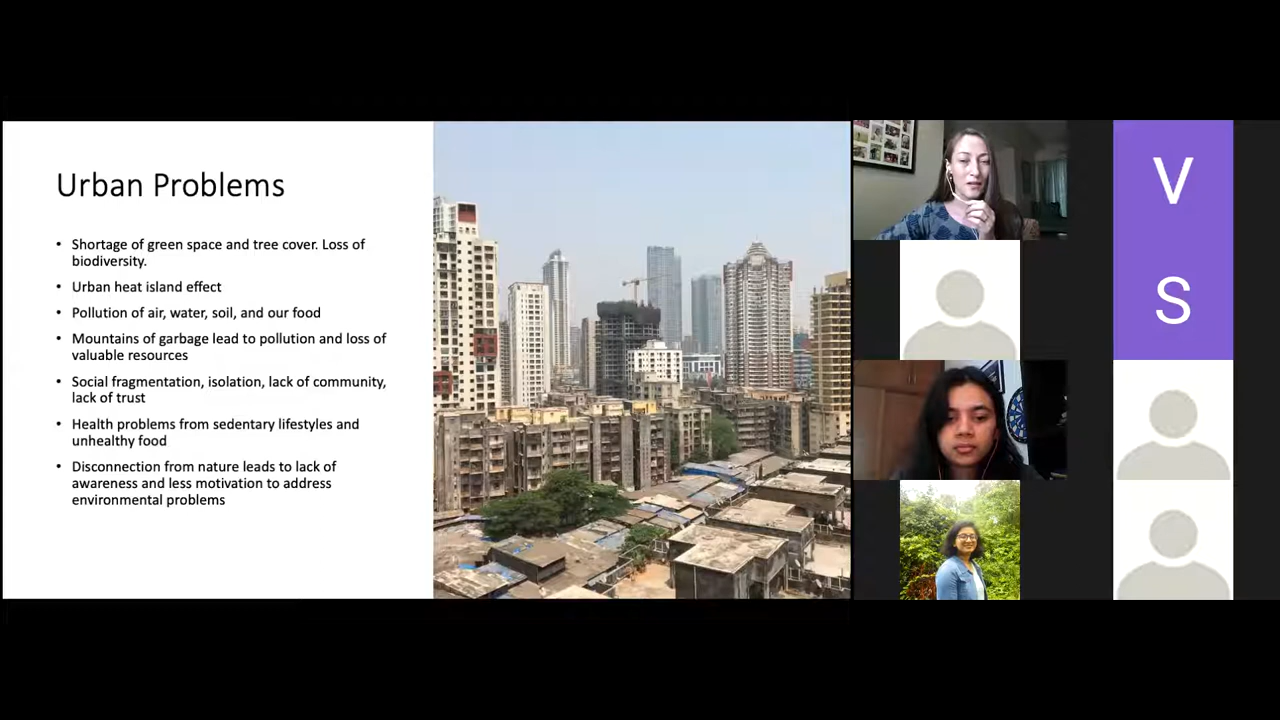 Urban Problems
• Shortage of green space and tree cover. Loss of
biodiversity.
• Urban heat island effect
• Pollution of air, water, soil, and our food
• Mountains of garbage lead to pollution and loss of
valuable resources
• Social fragmentation, isolation, lack of community,
lack of trust
• Health problems from sedentary lifestyles and
unhealthy food
• Disconnection from nature leads to lack of
awareness and less motivation to address
environmental problems
V
S